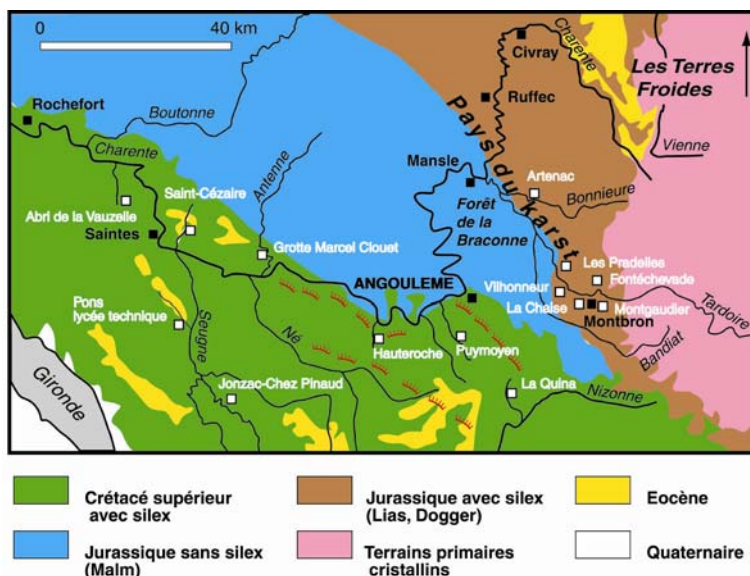 0 40 km
Civray
Charente
Les Terres
Froides
Rochefort
Boutonne
Ruffec
Pays du karst
Vienne
Charente
Antenne
Mansle
Artenac
Saint-Cézaire
Bonnieure
Abri de la Vauzelle
Forêt
de la
Braconne
Saintes
Grotte Marcel Clouet
Les Pradelles
Fontéchevade
ANGOULEME
Vilhonneur
La Chaise
Montgaudier
Pons
lycée technique
Montbron
Tardoire
Seugne
Né
Hauteroche
Puymoyen
Bandiat
Gironde
Jonzac-Chez Pinaud
La Quina
Nizonne
Crétacé supérieur
avec silex
Jurassique avec silex
(Lias, Dogger)
Eocène
Jurassique sans silex
(Malm)
Terrains primaires
cristallins
Quaternaire